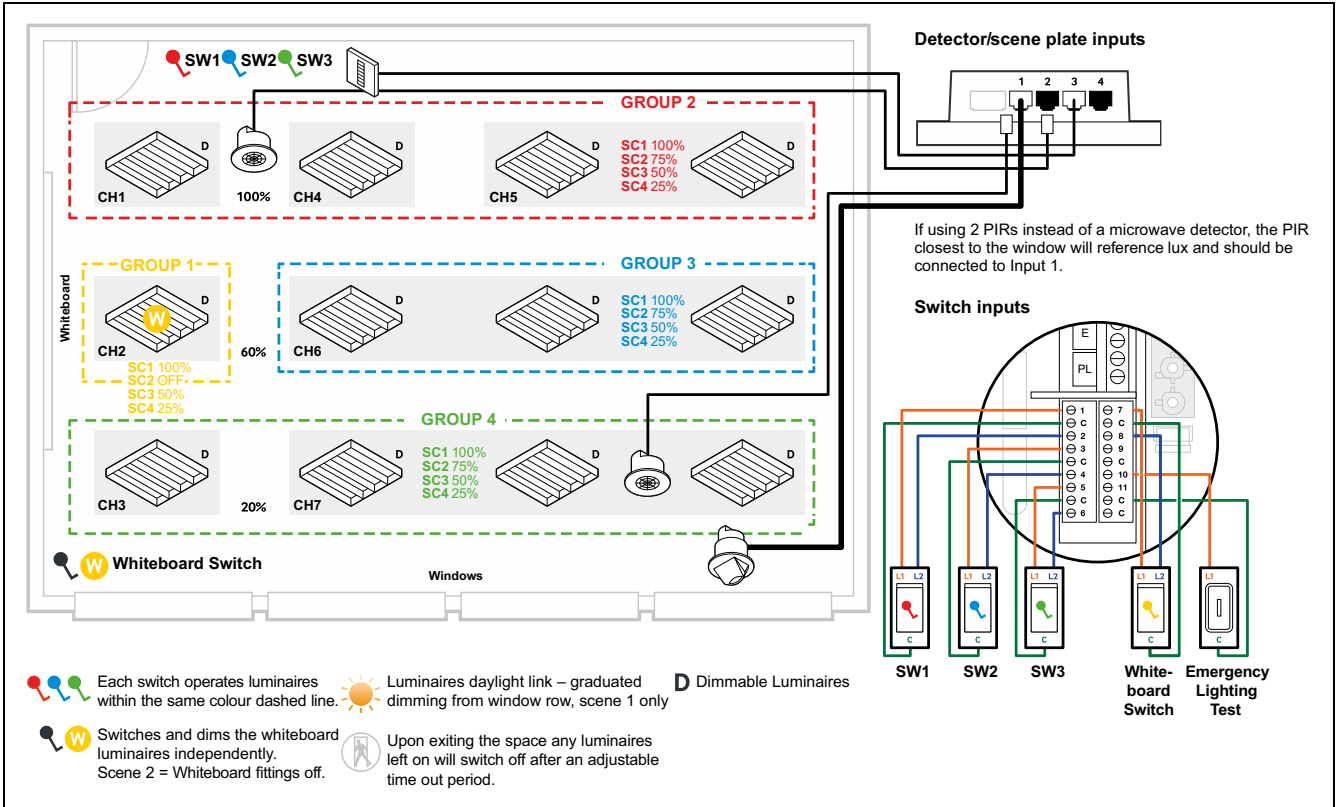 SW1 SW2 SW3
GROUP 2
D
D
D
D
CH1
100%
CH4
CH5
SC1 100%
SC2 75%
SC3 50%
SC4 25%
GROUP 1
D
W
CH2
SC1 100%
SC2 OFF
SC3 50%
SC4 25%
Whiteboard
60%
GROUP 3
D
D
D
CH6
SC1 100%
SC2 75%
SC3 50%
SC4 25%
GROUP 4
D
D
D
D
CH3
20%
CH7
SC1 100%
SC2 75%
SC3 50%
SC4 25%
W Whiteboard Switch
Windows
Detector/scene plate inputs
1 2 3 4
If using 2 PIRs instead of a microwave detector, the PIR
closest to the window will reference lux and should be
connected to Input 1.
Switch inputs
E
PL
1 7
C C
2 8
3 9
C C
4 10
5 11
C C
6 C
L1 L2
L1 L2
L1 L2
L1 L2
L1
C
C
C
C
C
SW1
SW2
SW3
White-
board
Switch
Emergency
Lighting
Test
Each switch operates luminaires
within the same colour dashed line.
W Switches and dims the whiteboard
luminaires independently.
Scene 2 = Whiteboard fittings off.
Luminaires daylight link – graduated
dimming from window row, scene 1 only
Upon exiting the space any luminaires
left on will switch off after an adjustable
time out period.
D Dimmable Luminaires